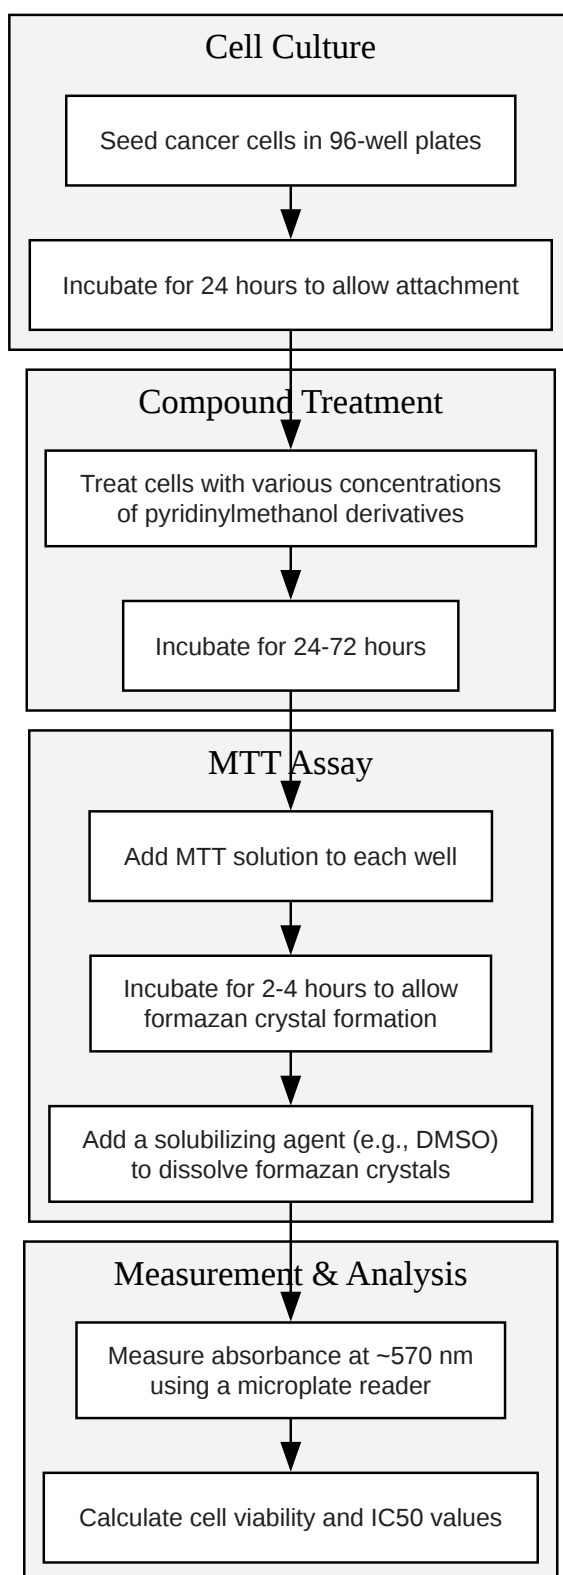 Cell Culture
Seed cancer cells in 96-well plates
Incubate for 24 hours to allow attachment
Compound Treatment
Treat cells with various concentrations
of pyridinylmethanol derivatives
Incubate for 24-72 hours
MTT Assay
Add MTT solution to each well
Incubate for 2-4 hours to allow
formazan crystal formation
Add a solubilizing agent (e.g., DMSO)
to dissolve formazan crystals
Measurement & Analysis
Measure absorbance at ~570 nm
using a microplate reader
Calculate cell viability and IC50 values